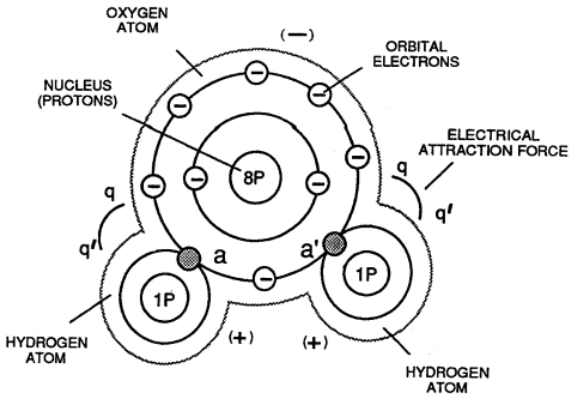 OXYGEN
ATOM
(−)
ORBITAL
ELECTRONS
NUCLEUS
(PROTONS)
ELECTRICAL
ATTRACTION FORCE
−
−
−
−
−
−
−
−
8P
q
q'
q
q'
a
a'
1P
1P
(+)
(+)
HYDROGEN
ATOM
HYDROGEN
ATOM